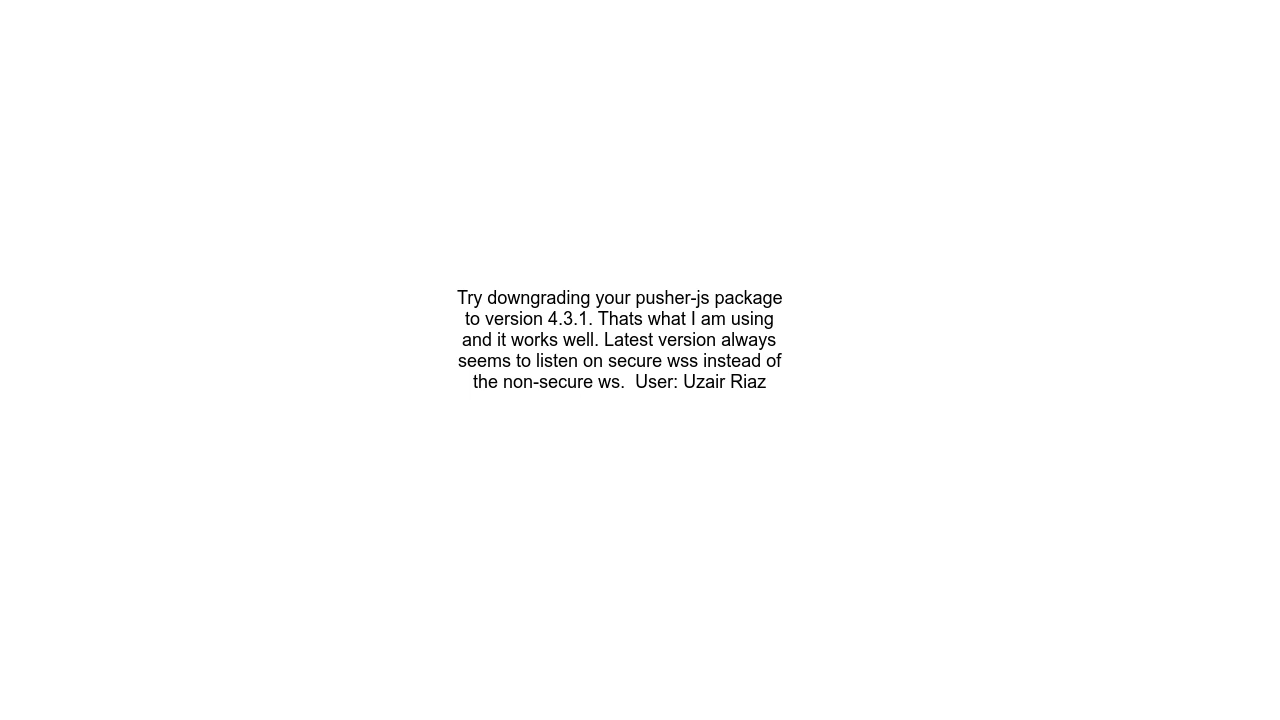 Try downgrading your pusher-js package
to version 4.3.1. Thats what I am using
and it works well. Latest version always
seems to listen on secure wss instead of
the non-secure ws.  User: Uzair Riaz